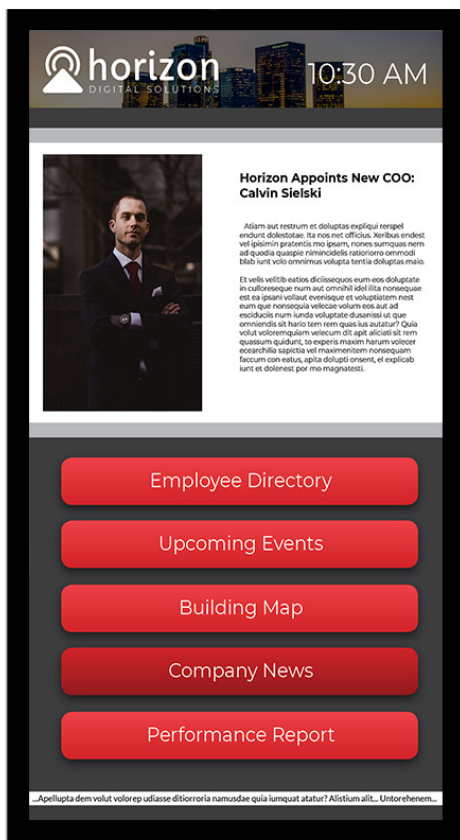 horizon
DIGITAL SOLUTIONS
10:30 AM
Horizon Appoints New COO:
Calvin Sielski
Atiam aut restrum et doluptas expliqui rerspel
endunt dolestotae. Ita nos net officius. Xeribus endest
vel ipisimin pratentis mo ipsam, nones sumquas nem
ad quodia quaspie nimincidelis ratioriorro ommodi
blab iunt volo omnimus volupta tentia doluptas maio.
Et velis velitib eatios diciissequos eum eos doluptate
in culloreseque num aut omnihil idel ilita nonsequae
est ea ipsani vollaut evenisque et voluptiatem nest
eum que nonsequia velecae volum eos aut ad
esciduciis num iunda voluptate dusanissi ut que
omniendis sit hario tem rem quas ius autatur? Quia
volut voloremquiam velecum dit apit aliciati sit rem
quassum quidunt, to experis maxim harum volecer
ecearchilia sapictia vel maximenitem nonsequam
faccum con eatus, apita dolupti onsent, el explicab
iunt et dolenest por mo magnatesti.
Employee Directory
Upcoming Events
Building Map
Company News
Performance Report
...Apellupta dem volut volorep udiasse ditiorroria namusdae quia iumquat atatur? Alistium alit... Untorehenem...